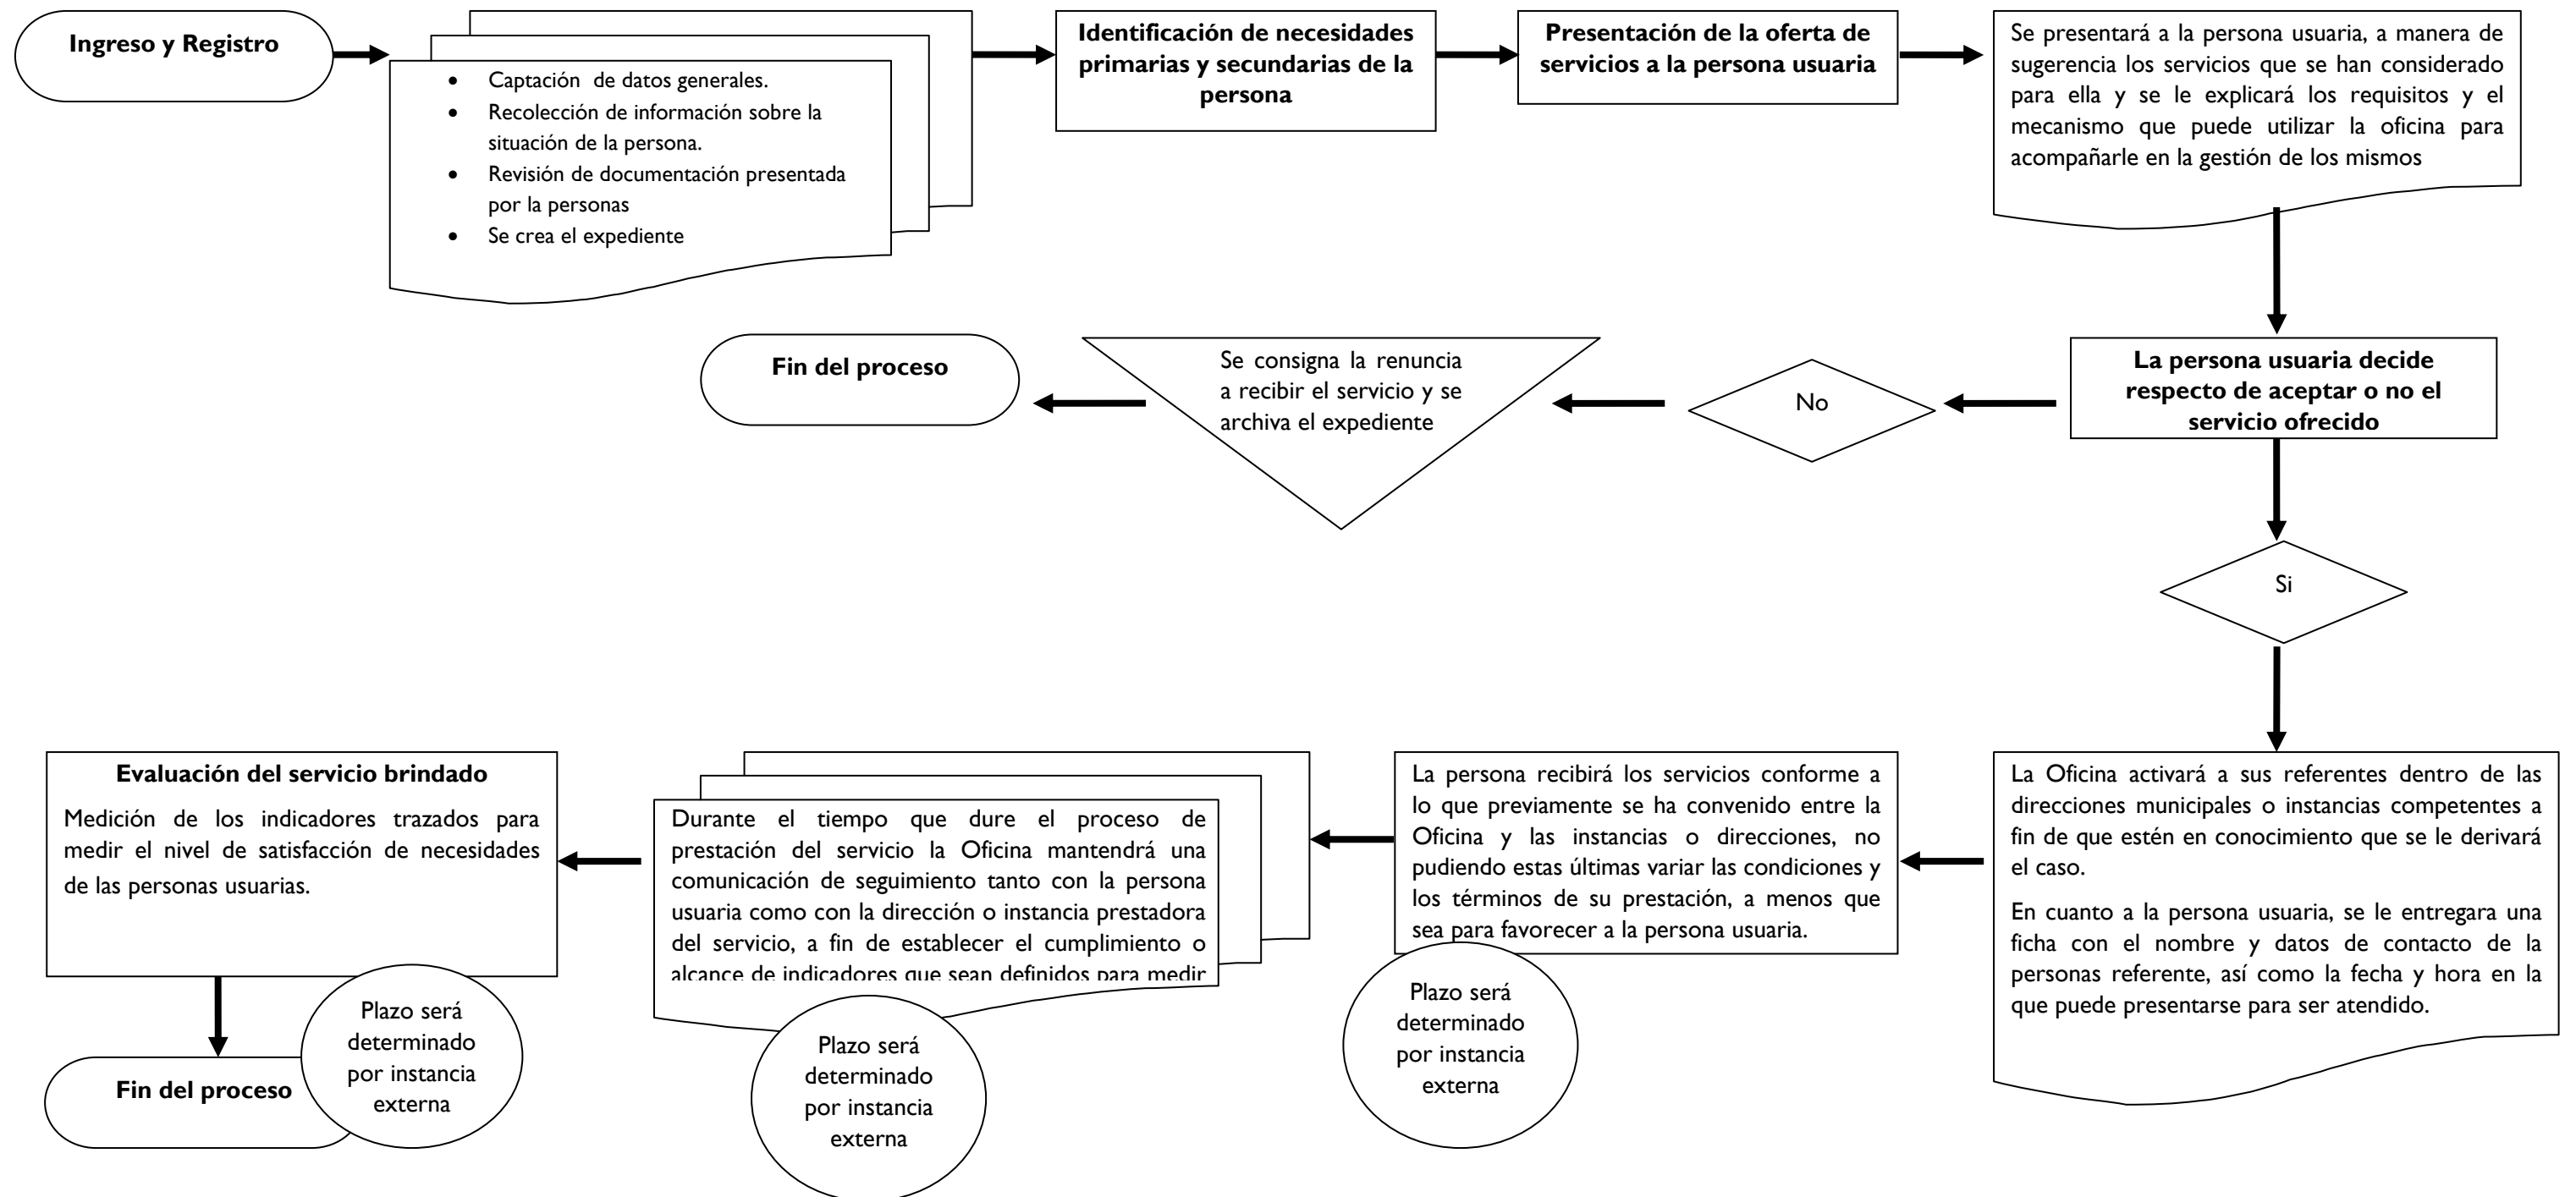 Ingreso y Registro
• Captación de datos generales.
• Recolección de información sobre la
situación de la persona.
• Revisión de documentación presentada
por la personas
• Se crea el expediente
Identificación de necesidades
primarias y secundarias de la
persona
Presentación de la oferta de
servicios a la persona usuaria
Se presentará a la persona usuaria, a manera de
sugerencia los servicios que se han considerado
para ella y se le explicará los requisitos y el
mecanismo que puede utilizar la oficina para
acompañarle en la gestión de los mismos
La persona usuaria decide
respecto de aceptar o no el
servicio ofrecido
No
Se consigna la renuncia
a recibir el servicio y se
archiva el expediente
Fin del proceso
Si
La Oficina activará a sus referentes dentro de las
direcciones municipales o instancias competentes a
fin de que estén en conocimiento que se le derivará
el caso.
En cuanto a la persona usuaria, se le entregara una
ficha con el nombre y datos de contacto de la
personas referente, así como la fecha y hora en la
que puede presentarse para ser atendido.
La persona recibirá los servicios conforme a
lo que previamente se ha convenido entre la
Oficina y las instancias o direcciones, no
pudiendo estas últimas variar las condiciones y
los términos de su prestación, a menos que
sea para favorecer a la persona usuaria.
Plazo será
determinado
por instancia
externa
Durante el tiempo que dure el proceso de
prestación del servicio la Oficina mantendrá una
comunicación de seguimiento tanto con la persona
usuaria como con la dirección o instancia prestadora
del servicio, a fin de establecer el cumplimiento o
alcance de indicadores que sean definidos para medir
Plazo será
determinado
por instancia
externa
Evaluación del servicio brindado
Medición de los indicadores trazados para
medir el nivel de satisfacción de necesidades
de las personas usuarias.
Plazo será
determinado
por instancia
externa
Fin del proceso